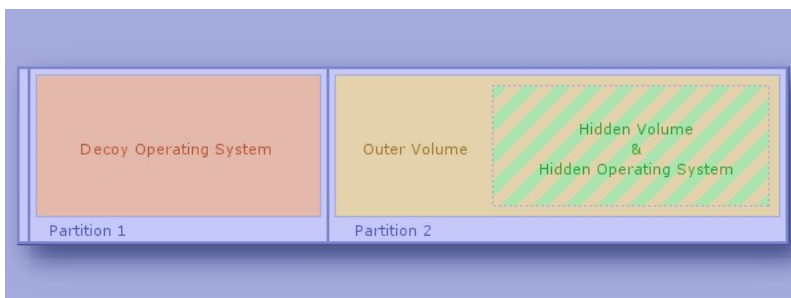 Decoy Operating System
Outer Volume
Hidden Volume
&
Hidden Operating System
Partition 1
Partition 2